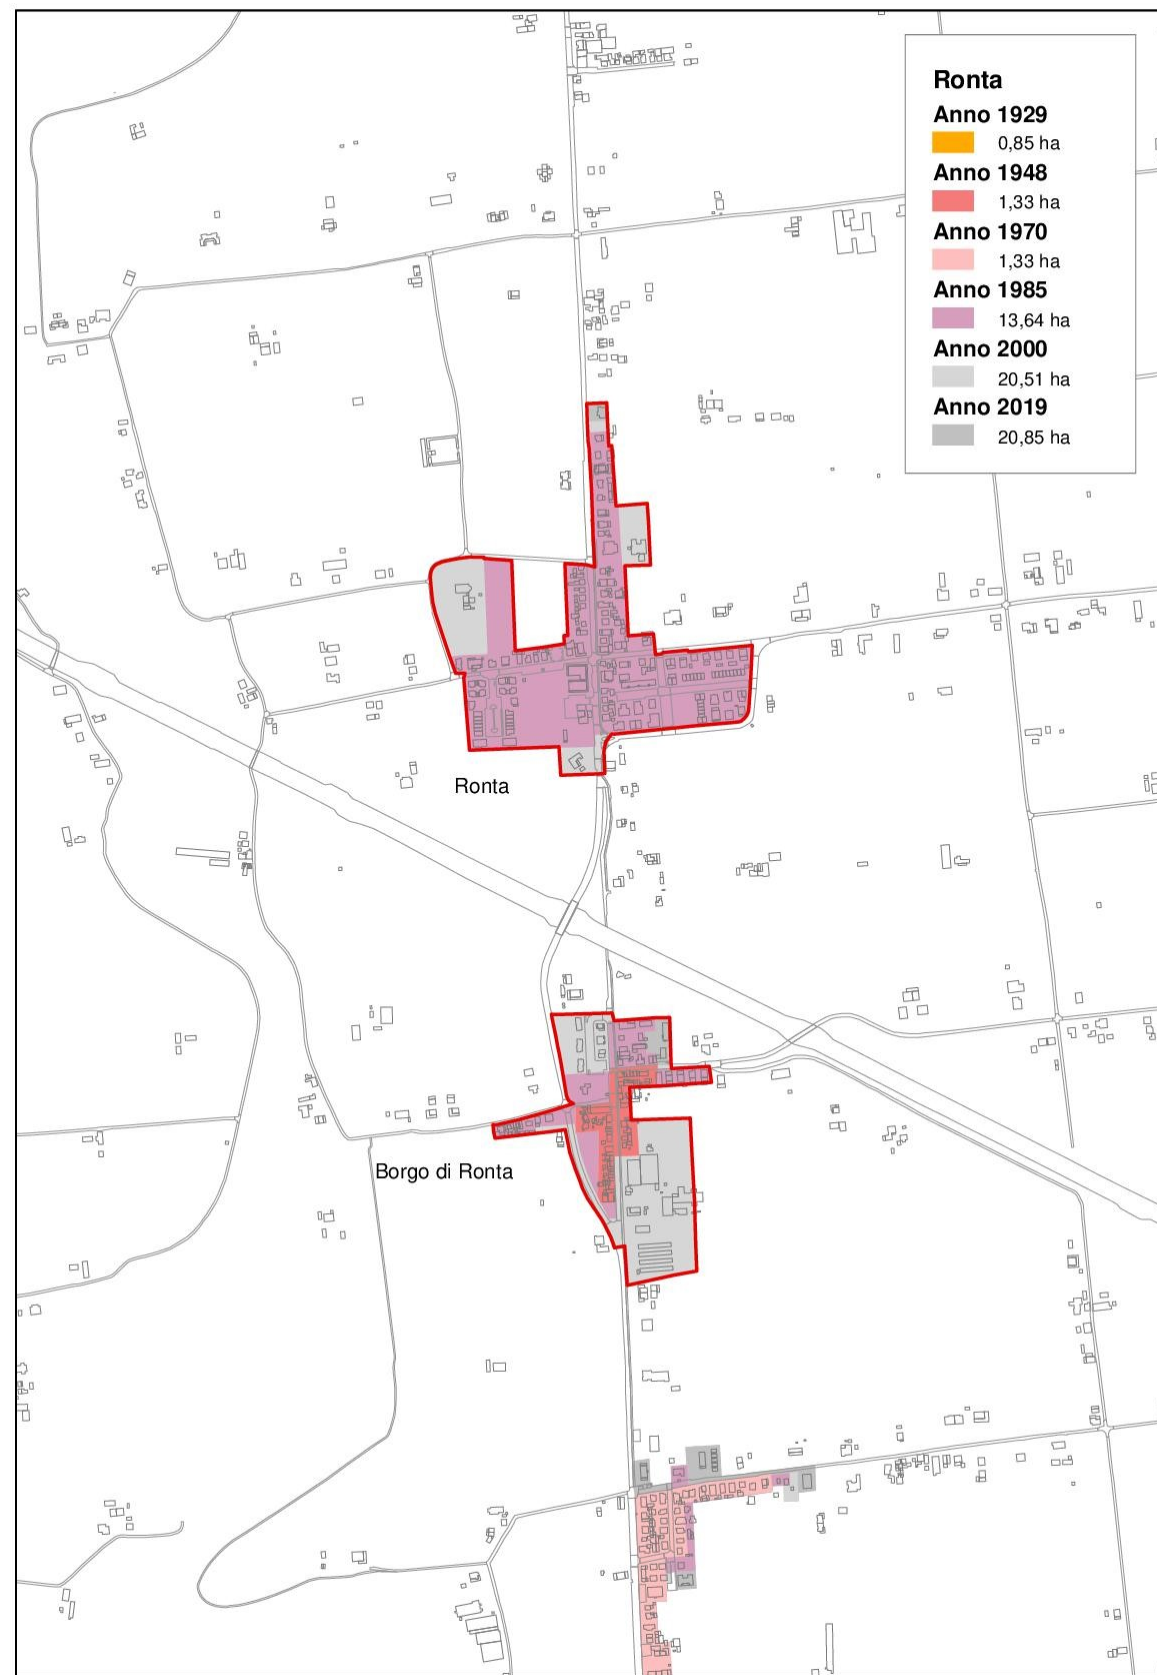 Ronta
Anno 1929
0,85 ha
Anno 1948
1,33 ha
Anno 1970
1,33 ha
Anno 1985
13,64 ha
Anno 2000
20,51 ha
Anno 2019
20,85 ha
Ronta
Borgo di Ronta